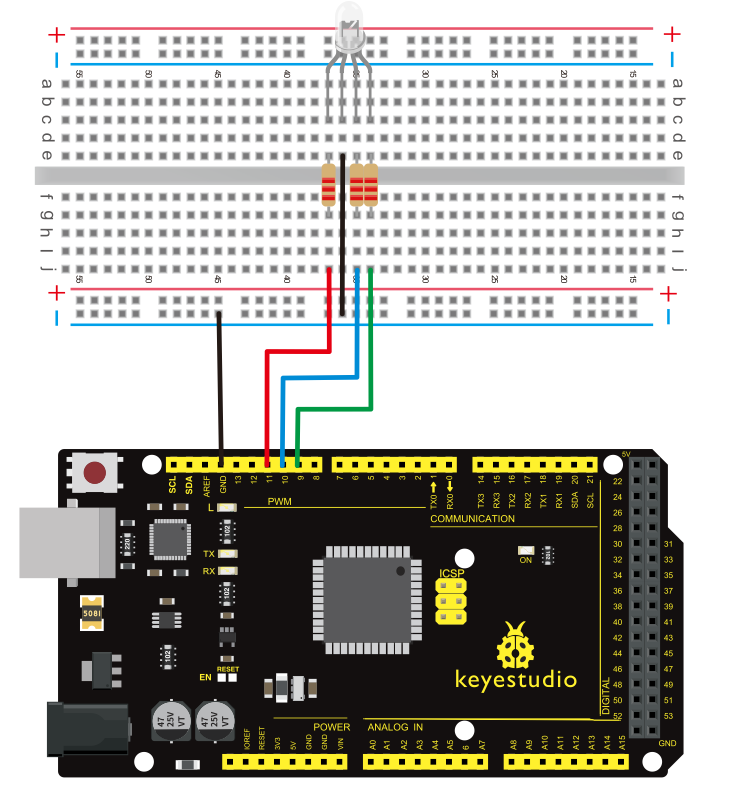 + +
- -
55 50 45 40 35 30 25 20 15
a a
b b
c c
d d
e e
f f
g g
h h
I I
j j
55 50 45 40 35 30 25 20 15
+ +
- -
SCL SDA AREF GND 13 12 11 10 9 8 7 6 5 4 3 2 TX0 1 RX0 0 TX3 14 RX3 15 TX2 16 RX2 17 TX1 18 RX1 19 SDA 20 SCL 21
5V
PWM
COMMUNICATION
L
TX
RX
102
102
220
ON
ICSP
5081
102
RESET
EN
keyestudio
47 25V VT
47 25V VT
22
24
26
28
30 31
32 33
34 35
36 37
38 39
40 41
42 43
44 45
46 47
48 49
50 51
52 53
DIGITAL
GND
POWER
ANALOG IN
IOREF RESET 3V3 5V GND GND VIN A0 A1 A2 A3 A4 A5 6 A7 A8 A9 A10 A11 A12 A13 A14 A15